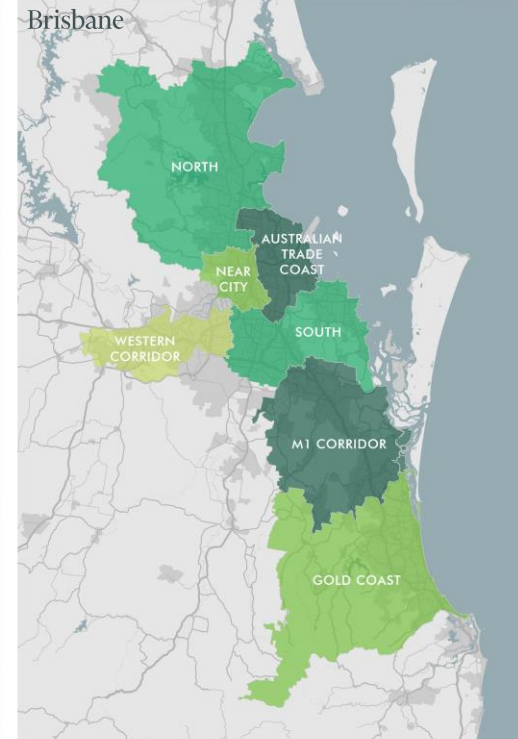 Brisbane
NORTH
AUSTRALIAN
TRADE
COAST
NEAR
CITY
SOUTH
WESTERN
CORRIDOR
M1 CORRIDOR
GOLD COAST